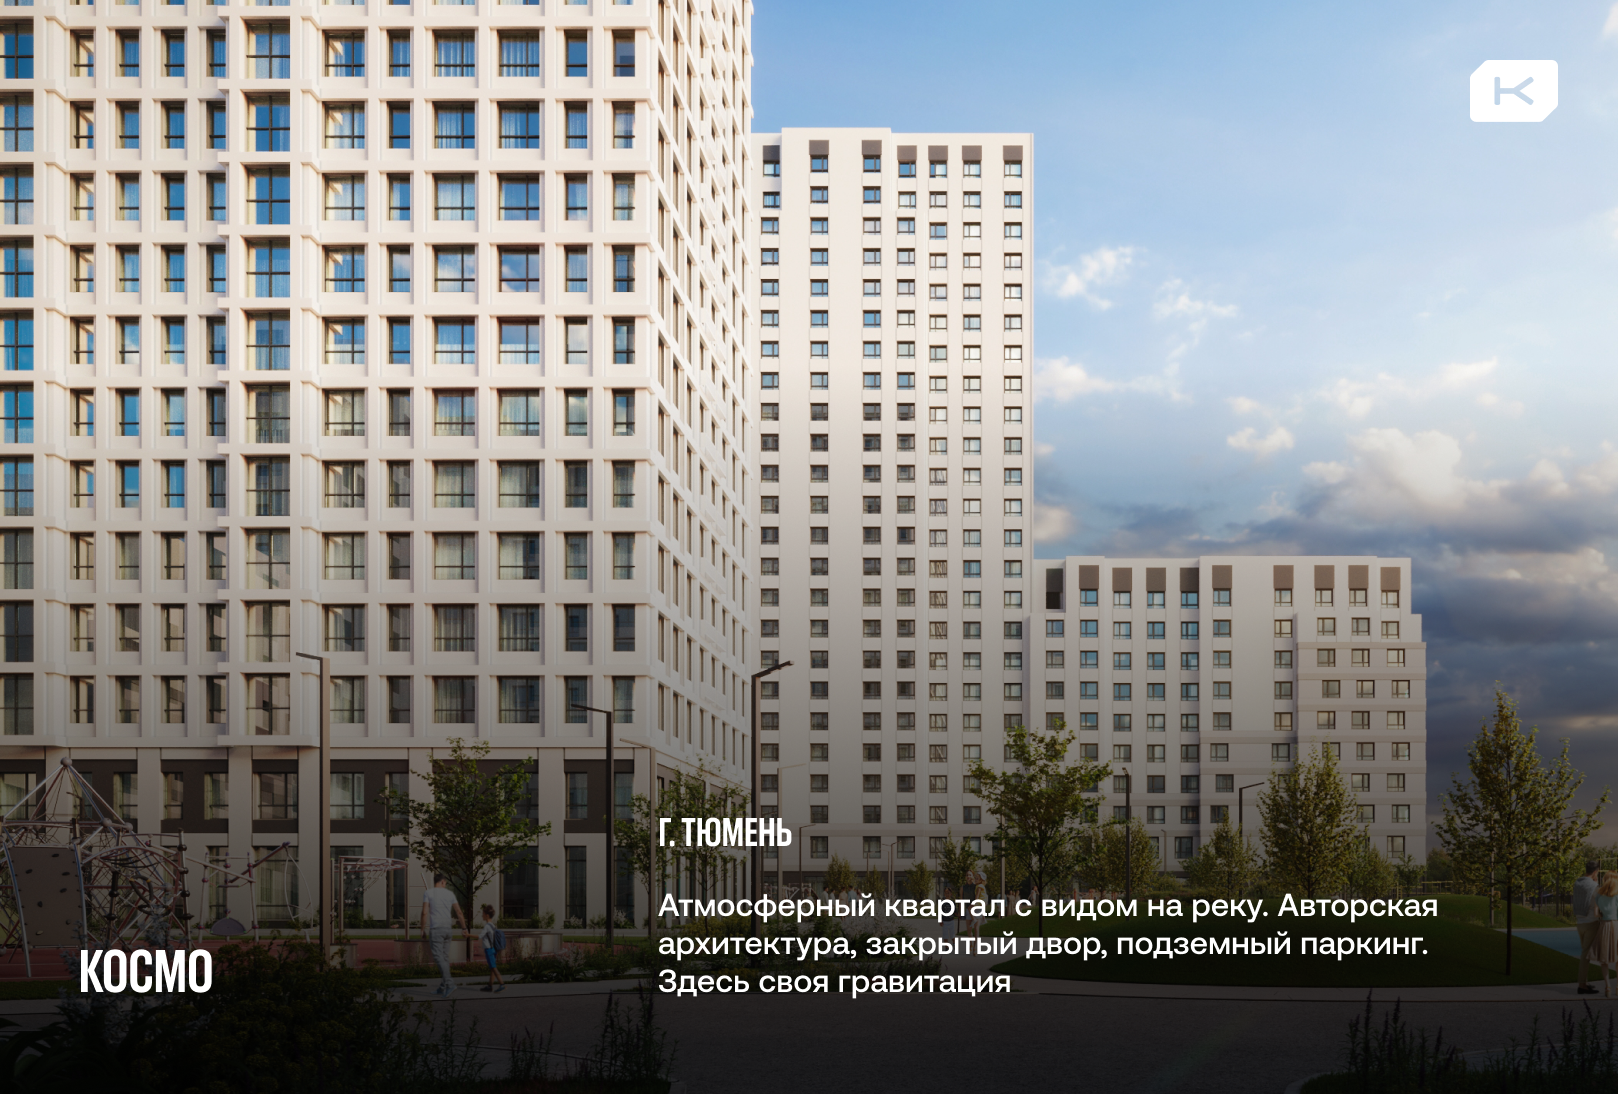 Г. ТЮМЕНЬ
Атмосферный квартал с видом на реку. Авторская
архитектура, закрытый двор, подземный паркинг.
Здесь своя гравитация
КОСМО